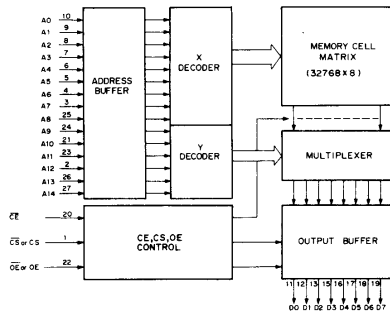 A0 10
A1 9
A2 8
A3 7
A4 6
A5 5
A6 4
A7 3
A8 25
A9 24
A10 21
A11 23
A12 2
A13 26
A14 27
ADDRESS
BUFFER
X
DECODER
Y
DECODER
MEMORY CELL
MATRIX
(32768×8)
MULTIPLEXER
CE 20
CS or CS 1
OE or OE 22
CE,CS,OE
CONTROL
OUTPUT BUFFER
11 12 13 15 16 17 18 19
D0 D1 D2 D3 D4 D5 D6 D7